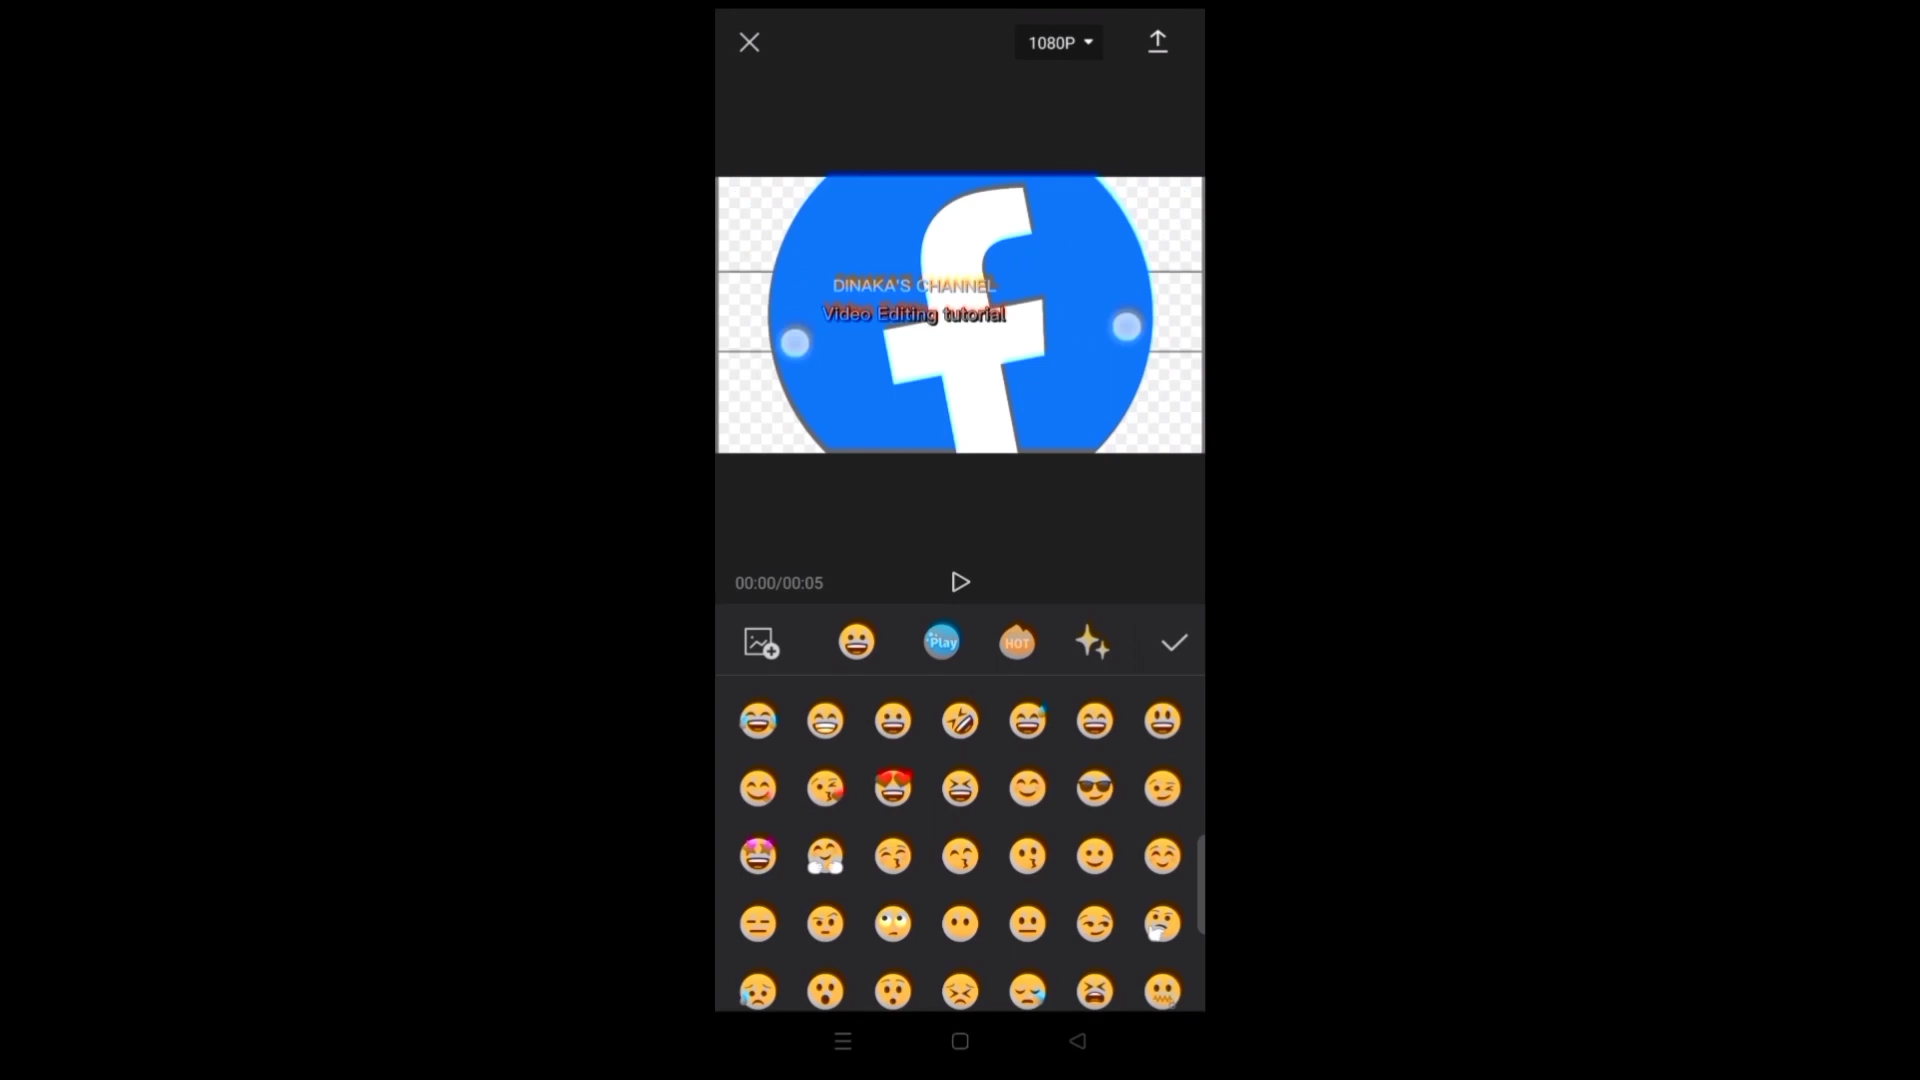 1080P
DINAKA'S CHANNEL
Video Editing tutorial
00:00/00:05
Play
HOT